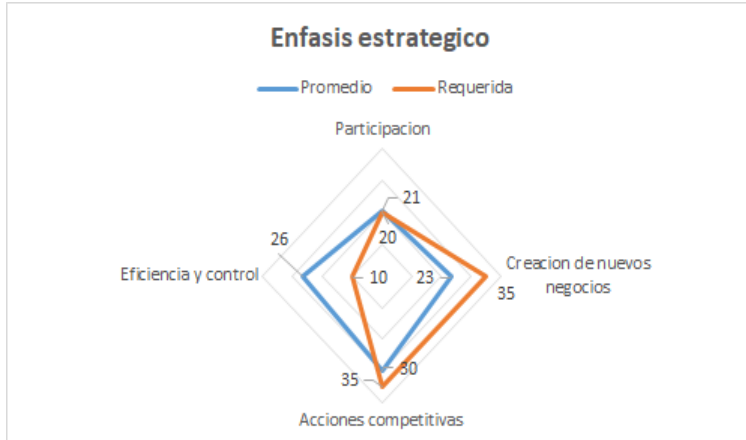 Enfasis estrategico
Promedio Requerida
Participacion
21
20
26
Eficiencia y control
10
23
Creacion de nuevos
negocios
35
30
35
Acciones competitivas